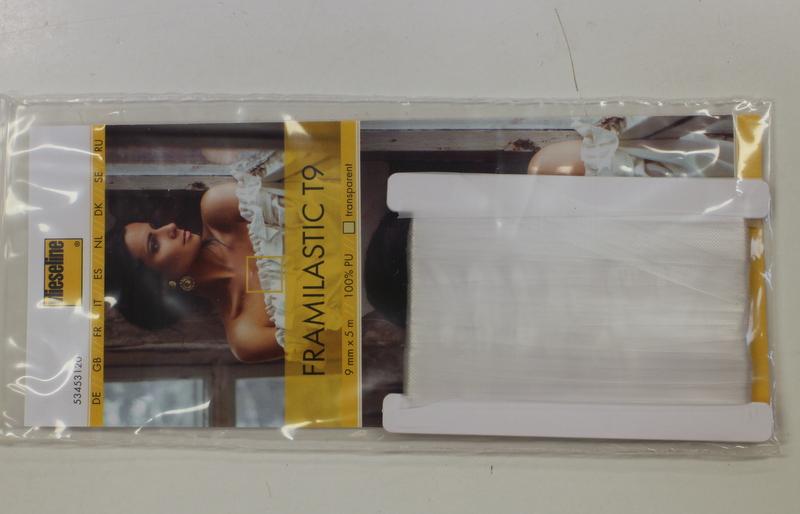 Vlieseline ®
53453120
DE GB FR IT ES NL DK SE RU
FRAMILASTIC T9
9 mm x 5 m 100% PU transparent